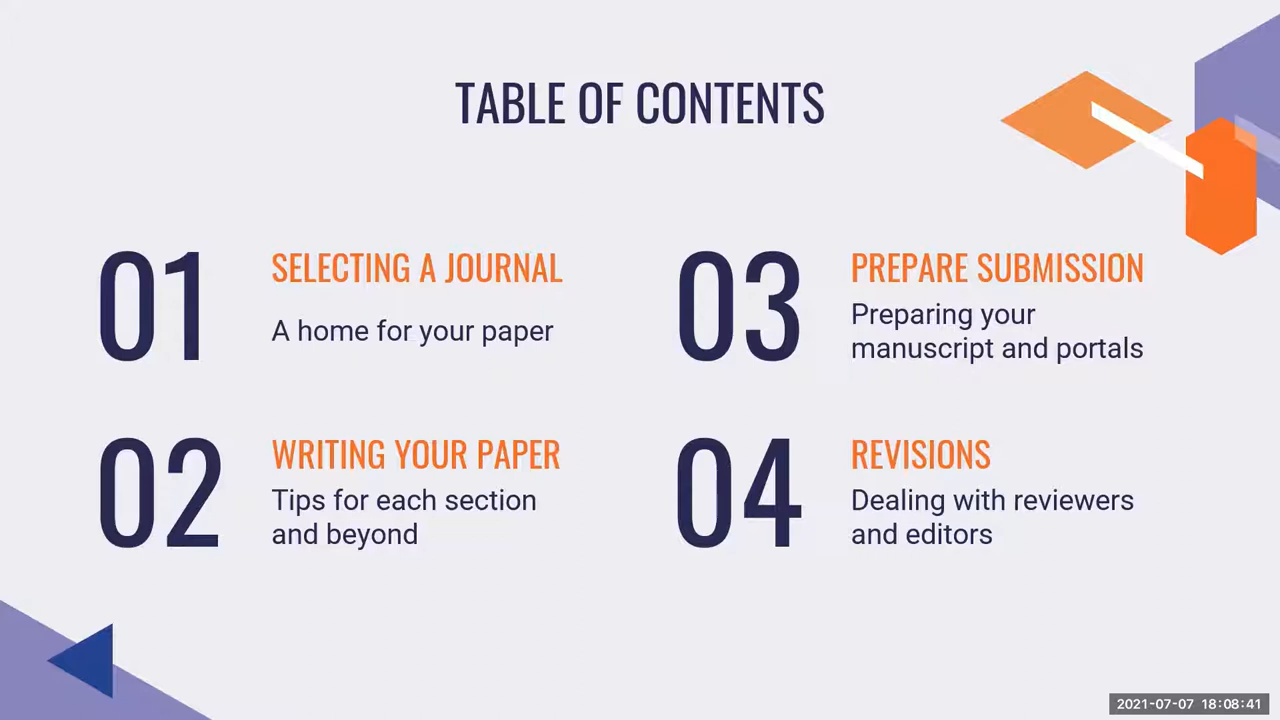 TABLE OF CONTENTS
01
SELECTING A JOURNAL
A home for your paper
02
WRITING YOUR PAPER
Tips for each section
and beyond
03
PREPARE SUBMISSION
Preparing your
manuscript and portals
04
REVISIONS
Dealing with reviewers
and editors
2021-07-07 18:08:41